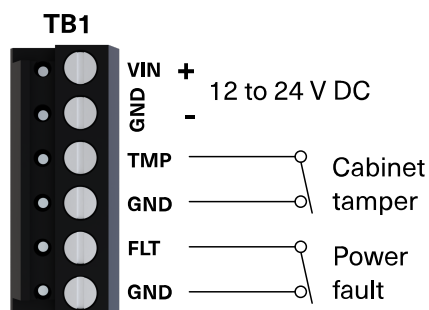 TB1
VIN +
GND -
12 to 24 V DC
TMP
GND
Cabinet
tamper
FLT
GND
Power
fault